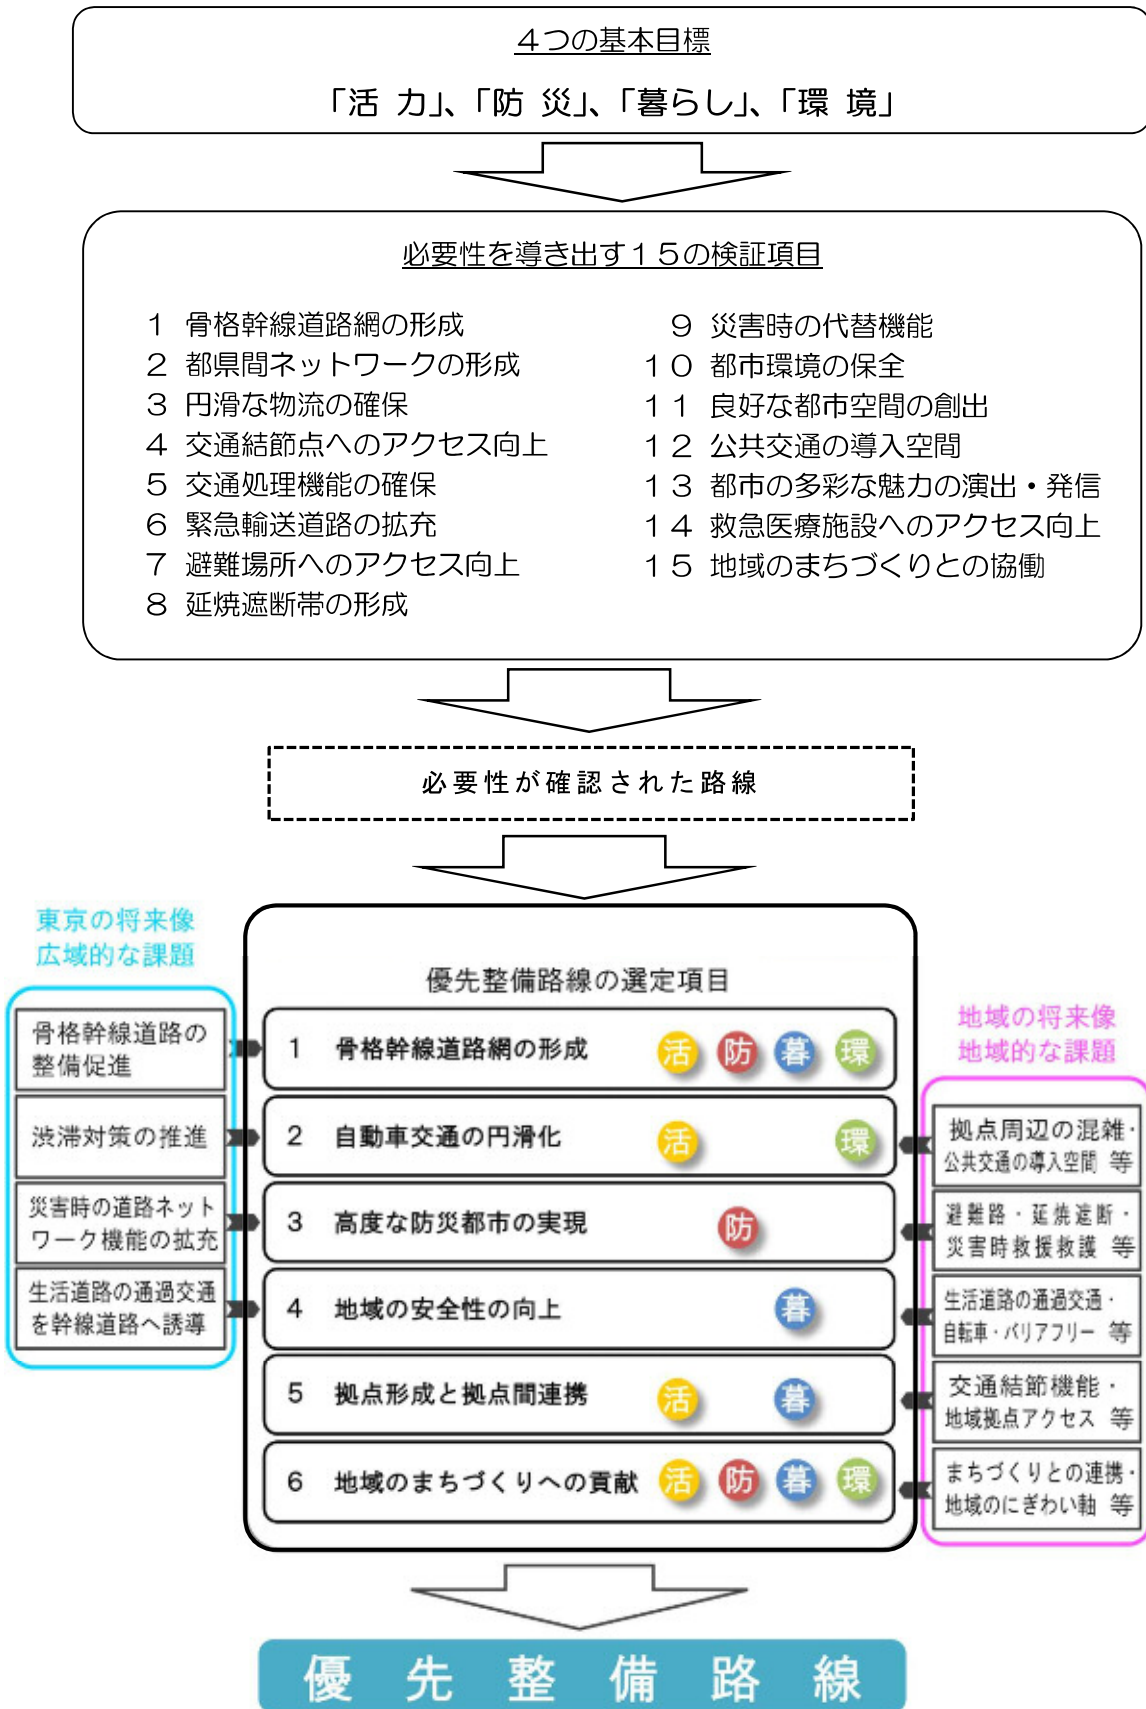 4つの基本目標
「活 力」、「防 災」、「暮らし」、「環 境」
必要性を導き出す15の検証項目
1 骨格幹線道路網の形成
2 都県間ネットワークの形成
3 円滑な物流の確保
4 交通結節点へのアクセス向上
5 交通処理機能の確保
6 緊急輸送道路の拡充
7 避難場所へのアクセス向上
8 延焼遮断帯の形成
9 災害時の代替機能
10 都市環境の保全
11 良好な都市空間の創出
12 公共交通の導入空間
13 都市の多彩な魅力の演出・発信
14 救急医療施設へのアクセス向上
15 地域のまちづくりとの協働
必要性が確認された路線
東京の将来像
広域的な課題
骨格幹線道路の
整備促進
渋滞対策の推進
災害時の道路ネット
ワーク機能の拡充
生活道路の通過交通
を幹線道路へ誘導
優先整備路線の選定項目
1 骨格幹線道路網の形成 活 防 暮 環
2 自動車交通の円滑化 活 環
3 高度な防災都市の実現 防
4 地域の安全性の向上 暮
5 拠点形成と拠点間連携 活 暮
6 地域のまちづくりへの貢献 活 防 暮 環
地域の将来像
地域的な課題
拠点周辺の混雑・
公共交通の導入空間 等
避難路・延焼遮断・
災害時救援救護 等
生活道路の通過交通・
自転車・バリアフリー 等
交通結節機能・
地域拠点アクセス 等
まちづくりとの連携・
地域のにぎわい軸 等
優先整備路線